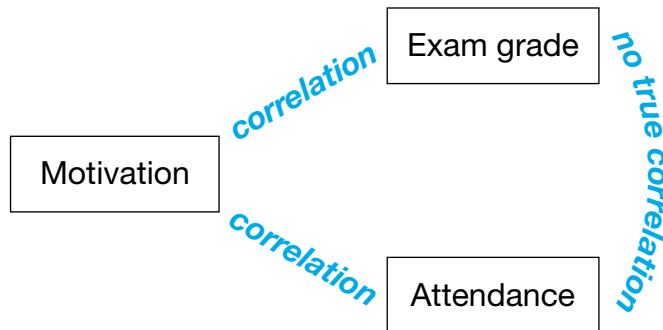 Exam grade
correlation
no true correlation
Motivation
correlation
Attendance